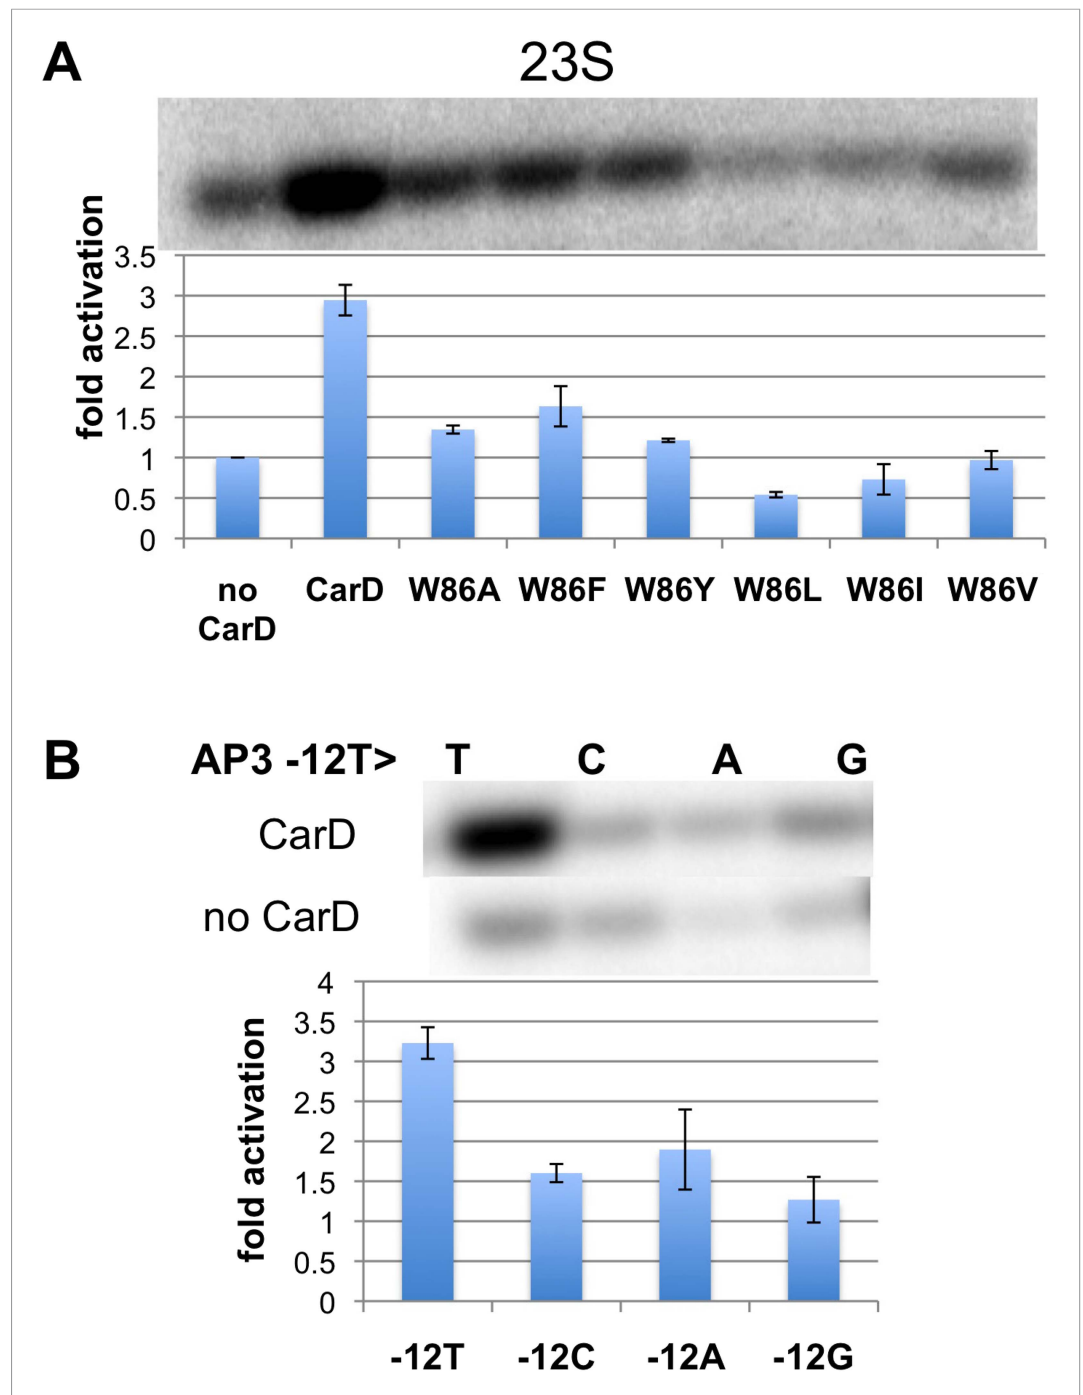 A
23S
fold activation
3.5
3
2.5
2
1.5
1
0.5
0
no CarD W86A W86F W86Y W86L W86I W86V
CarD
B
AP3 -12T> T C A G
CarD
no CarD
fold activation
4
3.5
3
2.5
2
1.5
1
0.5
0
-12T -12C -12A -12G